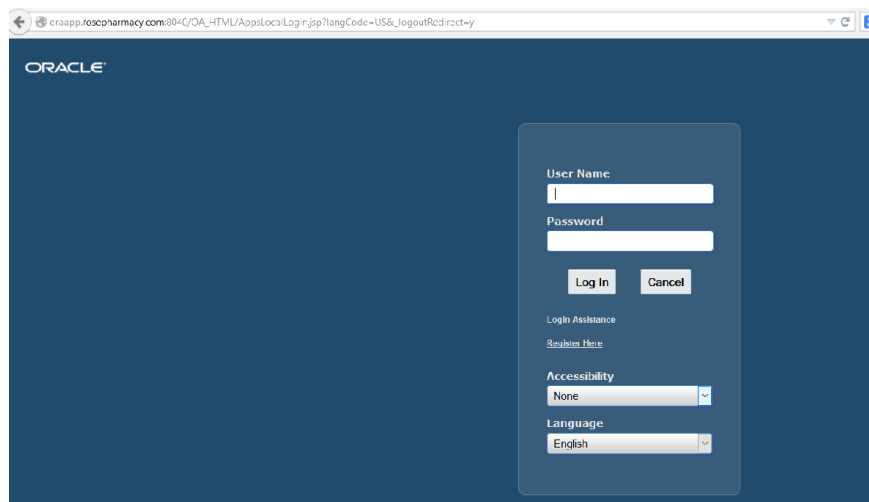 craapp.rosepharmacy.com:8040/OA_HTML/AppsLocalLogin.jsp?langCode=US&_logoutRedirect=y
ORACLE
User Name
Password
Log In
Cancel
Login Assistance
Register Here
Accessibility
None
Language
English